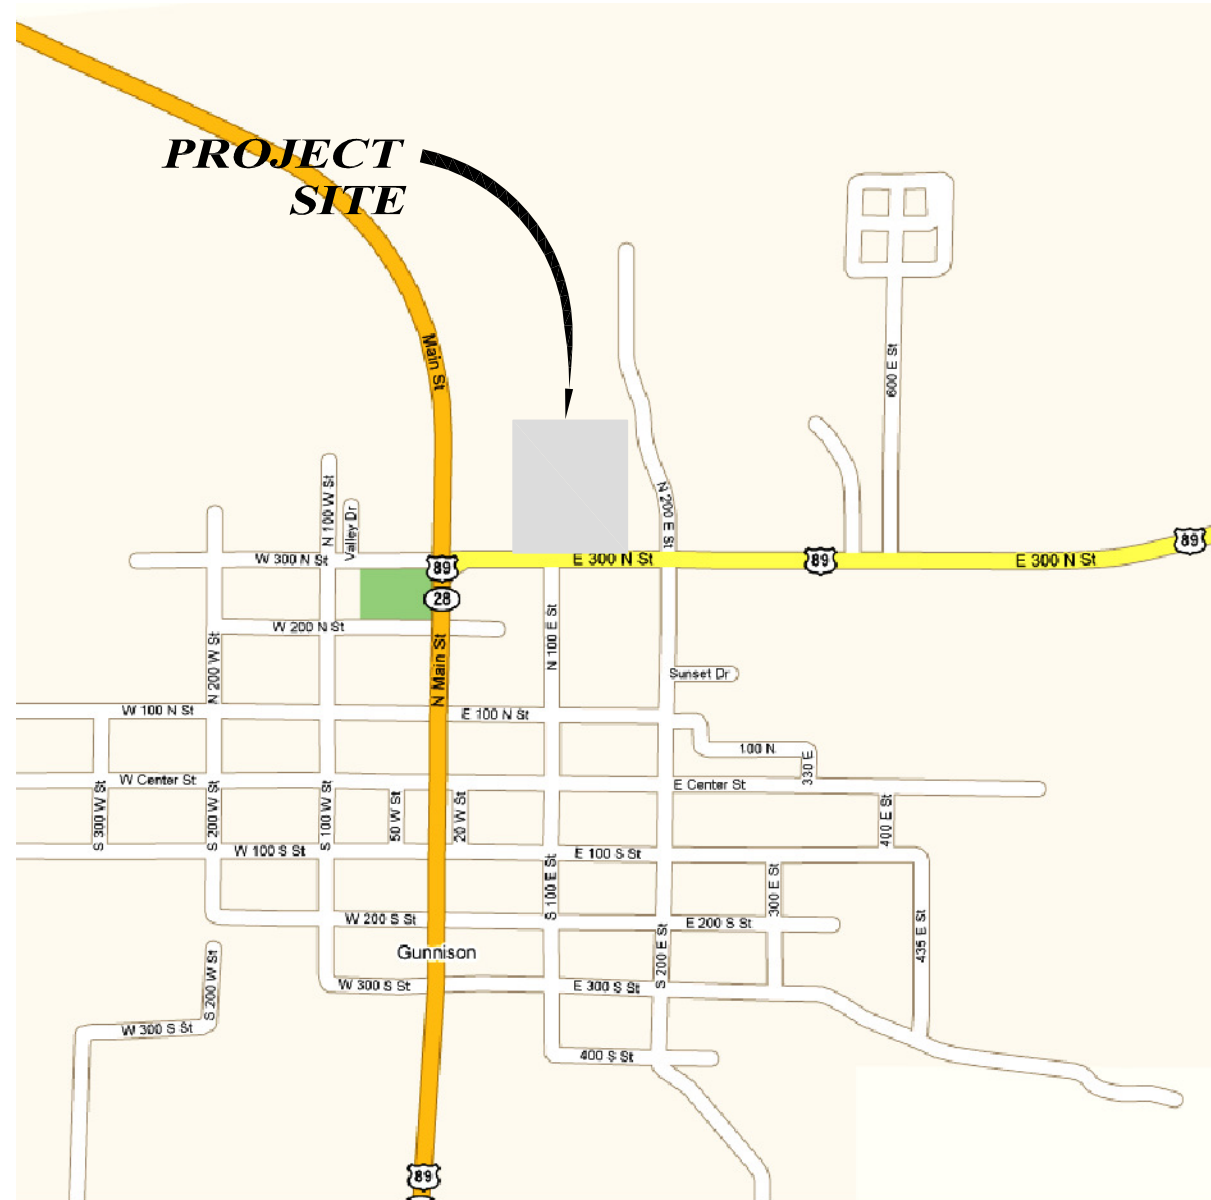 PROJECT
SITE
Main St
600 E St
N 100 W St
Valley Dr
N 200 E St
W 300 N St
89
E 300 N St
89
E 300 N St
89
28
W 200 N St
N 200 W St
N Main St
N 100 E St
Sunset Dr
W 100 N St
E 100 N St
100 N
330 E
W Center St
E Center St
S 300 W St
S 200 W St
S 100 W St
50 W St
20 W St
400 E St
W 100 S St
E 100 S St
S 100 E St
300 E St
W 200 S St
E 200 S St
435 E St
Gunnison
S 200 W St
S 200 E St
W 300 S St
E 300 S St
W 300 S St
400 S St
89